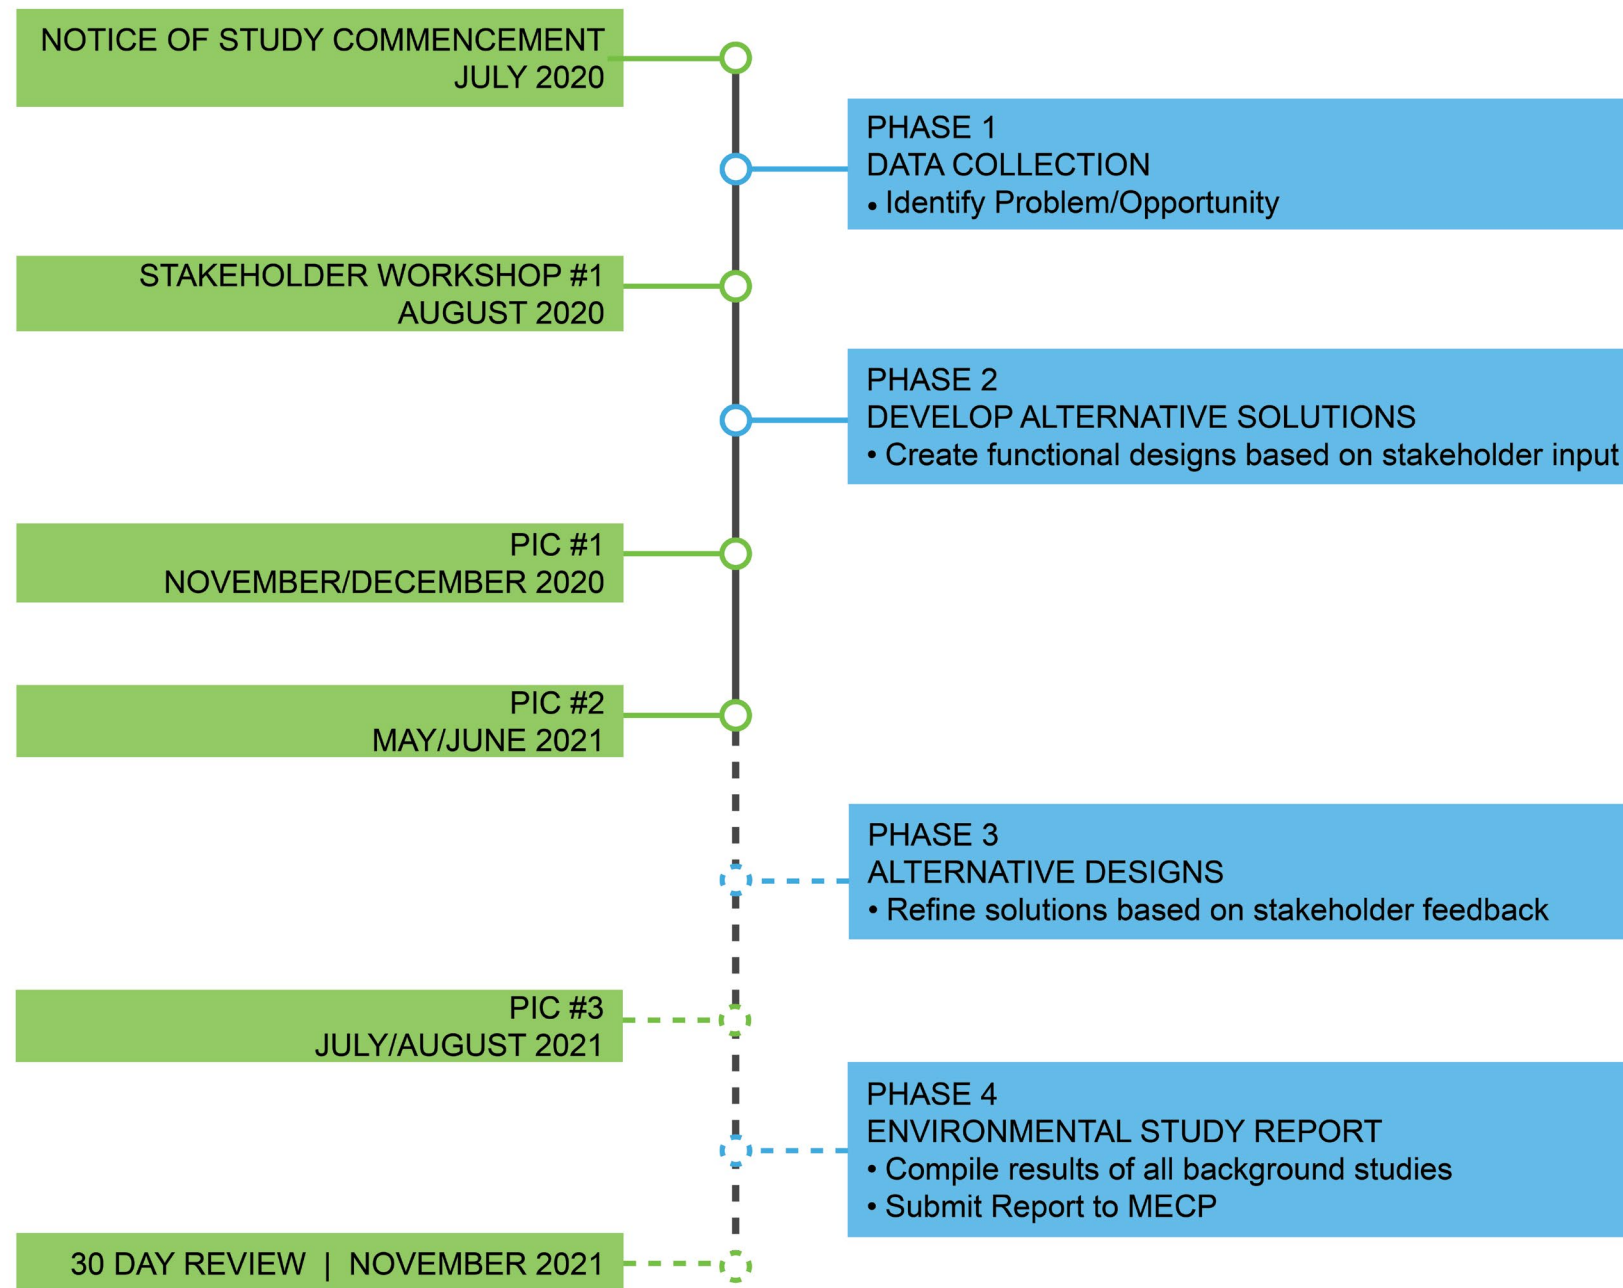 NOTICE OF STUDY COMMENCEMENT
JULY 2020
PHASE 1
DATA COLLECTION
• Identify Problem/Opportunity
STAKEHOLDER WORKSHOP #1
AUGUST 2020
PHASE 2
DEVELOP ALTERNATIVE SOLUTIONS
• Create functional designs based on stakeholder input
PIC #1
NOVEMBER/DECEMBER 2020
PIC #2
MAY/JUNE 2021
PHASE 3
ALTERNATIVE DESIGNS
• Refine solutions based on stakeholder feedback
PIC #3
JULY/AUGUST 2021
PHASE 4
ENVIRONMENTAL STUDY REPORT
• Compile results of all background studies
• Submit Report to MECP
30 DAY REVIEW | NOVEMBER 2021